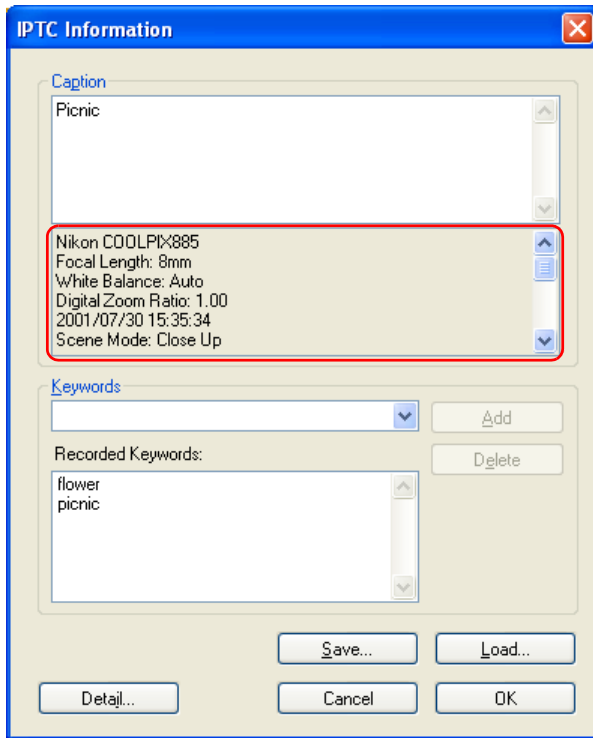 IPTC Information
Caption
Picnic
Nikon COOLPIX885
Focal Length: 8mm
White Balance: Auto
Digital Zoom Ratio: 1.00
2001/07/30 15:35:34
Scene Mode: Close Up
Keywords
Add
Recorded Keywords:
Delete
flower
picnic
Save...
Load...
Detail...
Cancel
OK